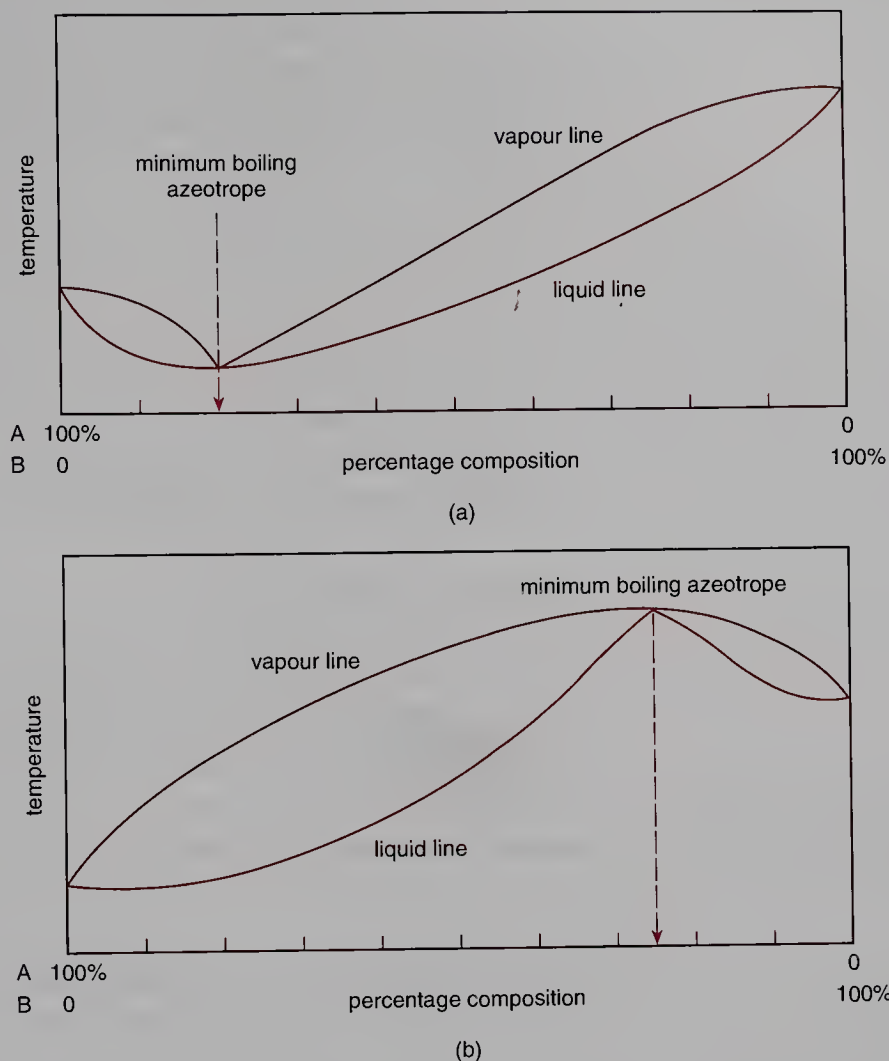 temperature
minimum boiling
azeotrope
vapour line
liquid line
A 100% 0
B 0 percentage composition 100%
(a)
temperature
minimum boiling azeotrope
vapour line
liquid line
A 100% 0
B 0 percentage composition 100%
(b)